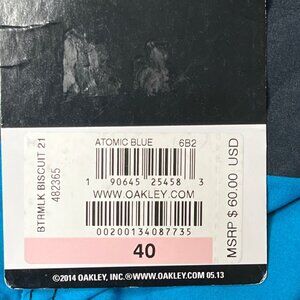 BTRMLK BISCUIT 21
482365
ATOMIC BLUE 6B2
1 90645 25458 3
WWW.OAKLEY.COM
00200134087735
40
MSRP $ 60.00 USD
©2014 OAKLEY, INC.®WWW.OAKLEY.COM 05.13